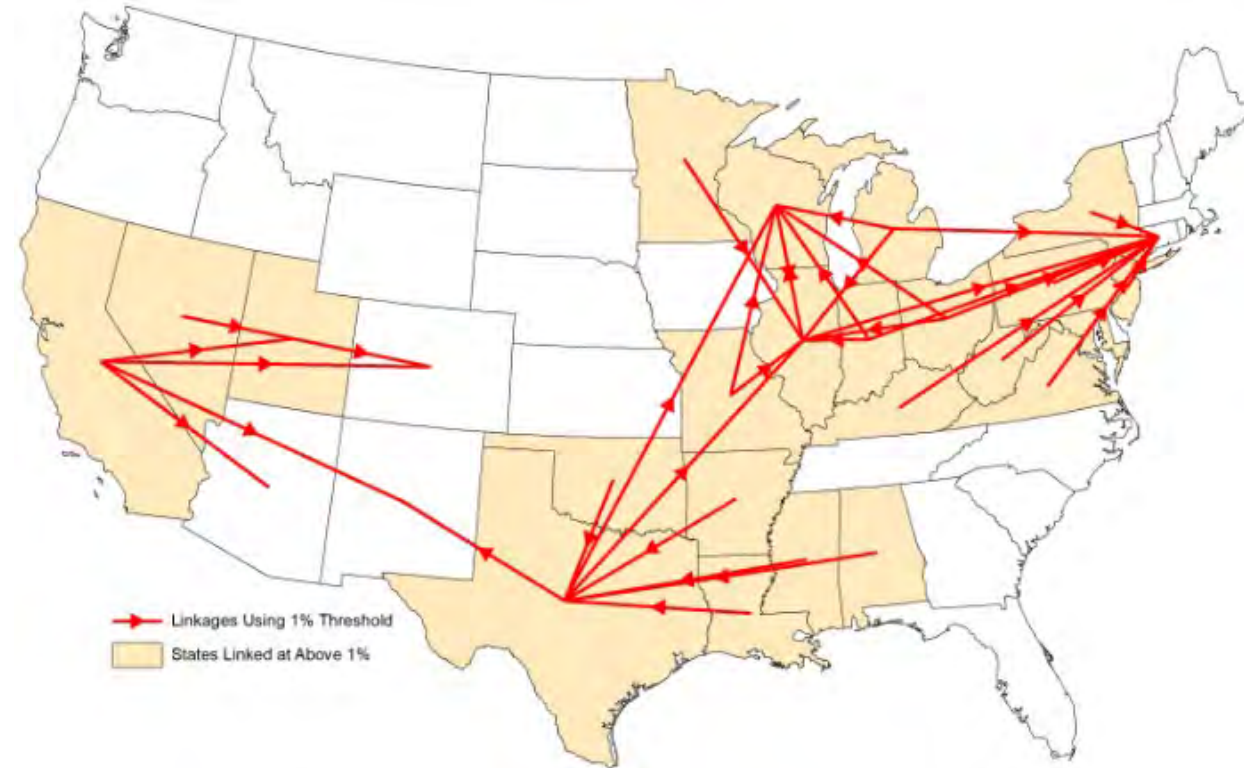 Linkages Using 1% Threshold
States Linked at Above 1%